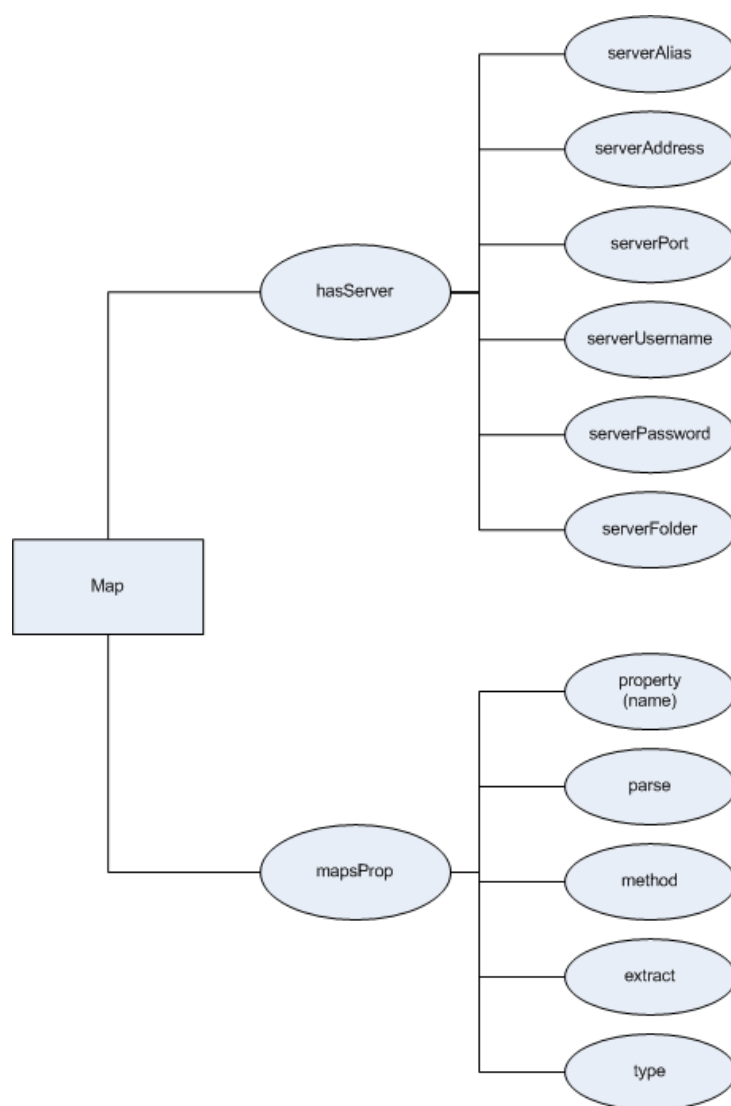 serverAlias
serverAddress
serverPort
hasServer
serverUsername
serverPassword
serverFolder
Map
property
(name)
parse
method
mapsProp
extract
type